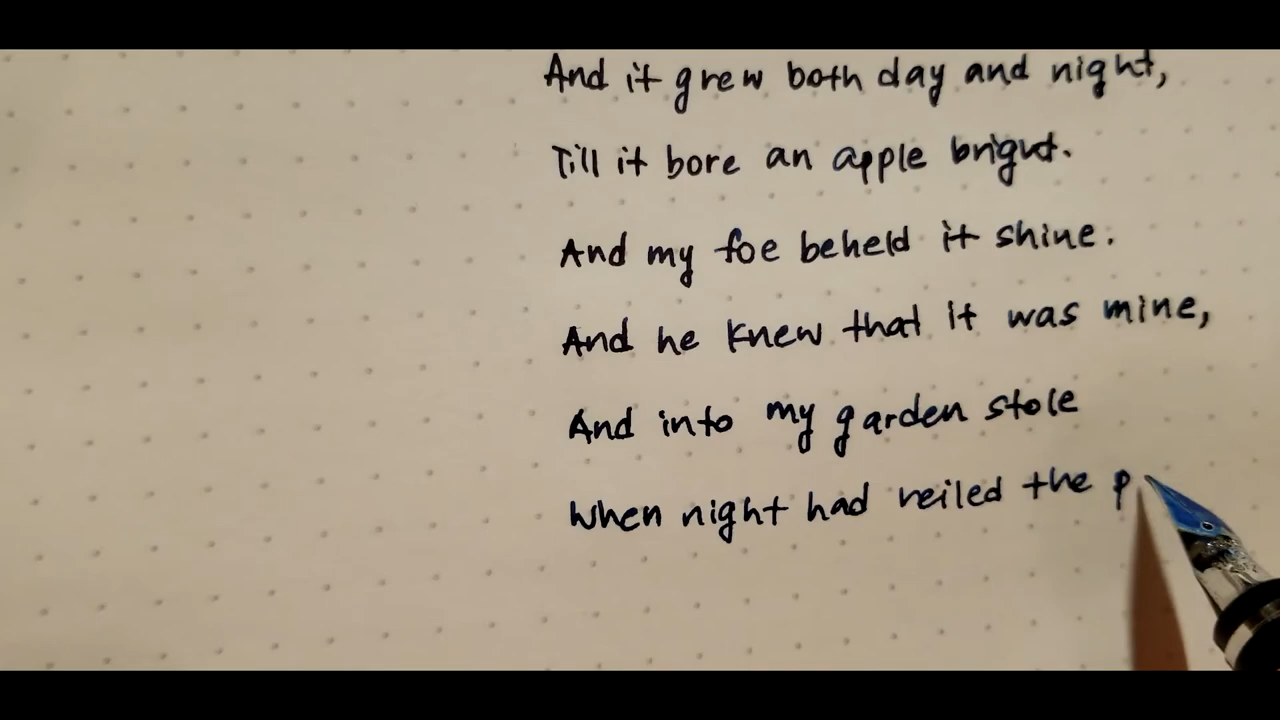 And it grew both day and night,
Till it bore an apple bright.
And my foe beheld it shine.
And he knew that it was mine,
And into my garden stole
When night had veiled the p